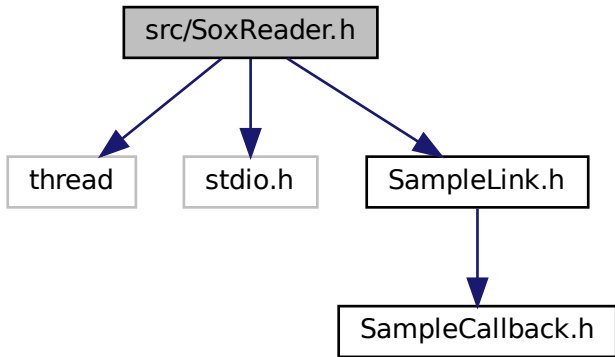 src/SoxReader.h
thread
stdio.h
SampleLink.h
SampleCallback.h